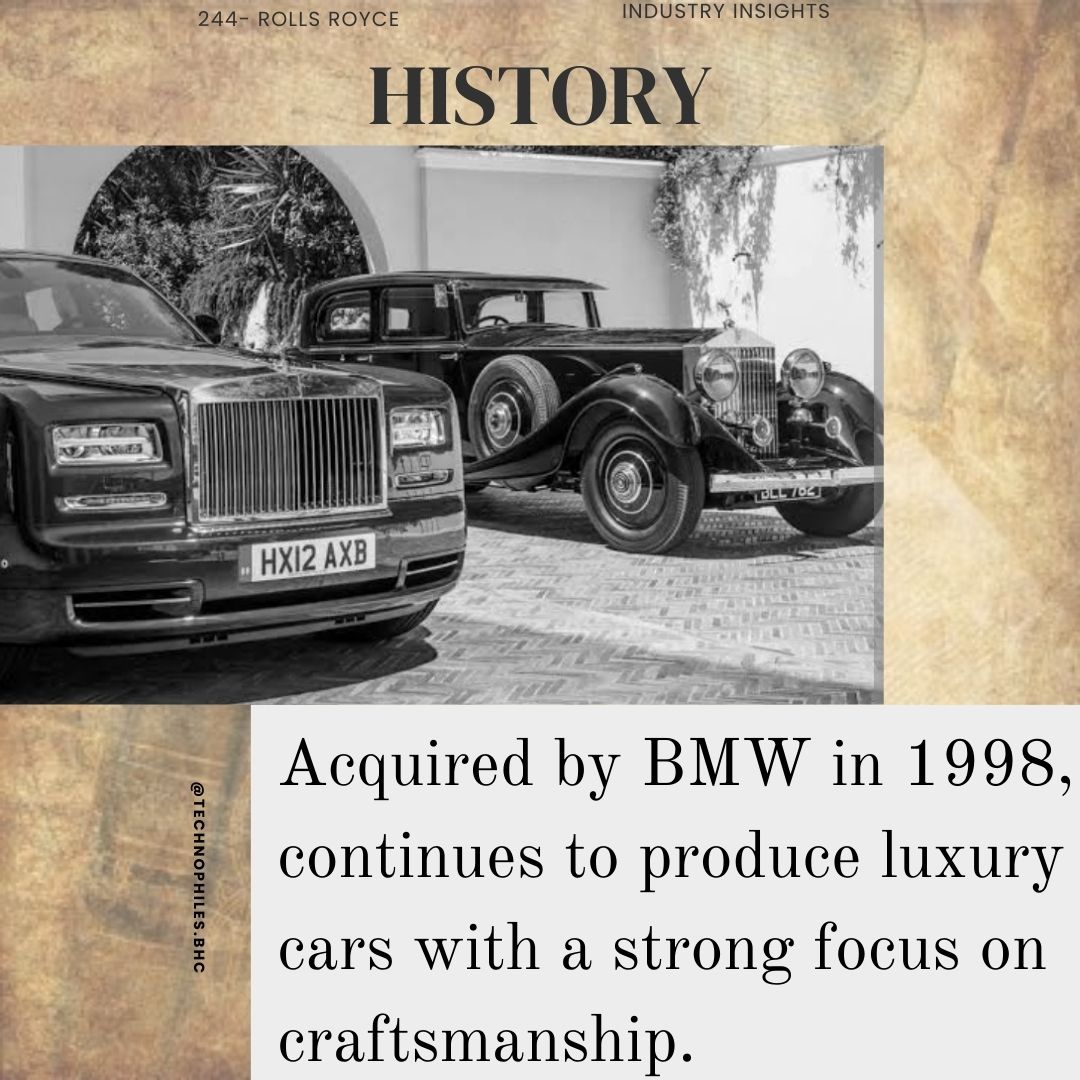 244- ROLLS ROYCE
INDUSTRY INSIGHTS
HISTORY
HX12 AXB
@TECHNOPHILES.BHC
Acquired by BMW in 1998,
continues to produce luxury
cars with a strong focus on
craftsmanship.